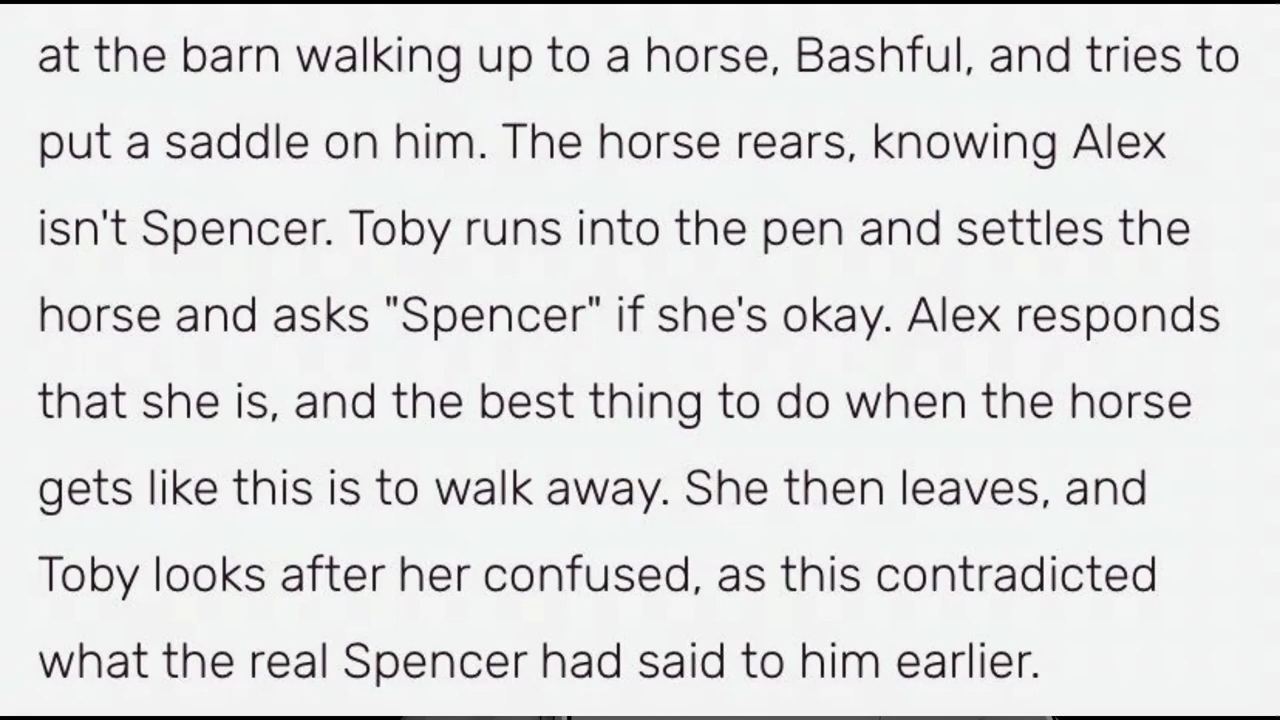 at the barn walking up to a horse, Bashful, and tries to
put a saddle on him. The horse rears, knowing Alex
isn't Spencer. Toby runs into the pen and settles the
horse and asks "Spencer" if she's okay. Alex responds
that she is, and the best thing to do when the horse
gets like this is to walk away. She then leaves, and
Toby looks after her confused, as this contradicted
what the real Spencer had said to him earlier.